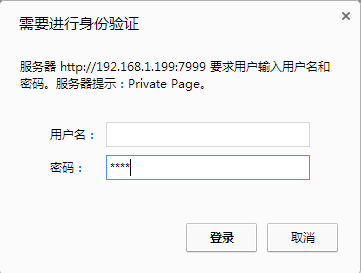 需要进行身份验证
服务器 http://192.168.1.199:7999 要求用户输入用户名和
密码。服务器提示：Private Page。
用户名：
密码： ****
登录 取消